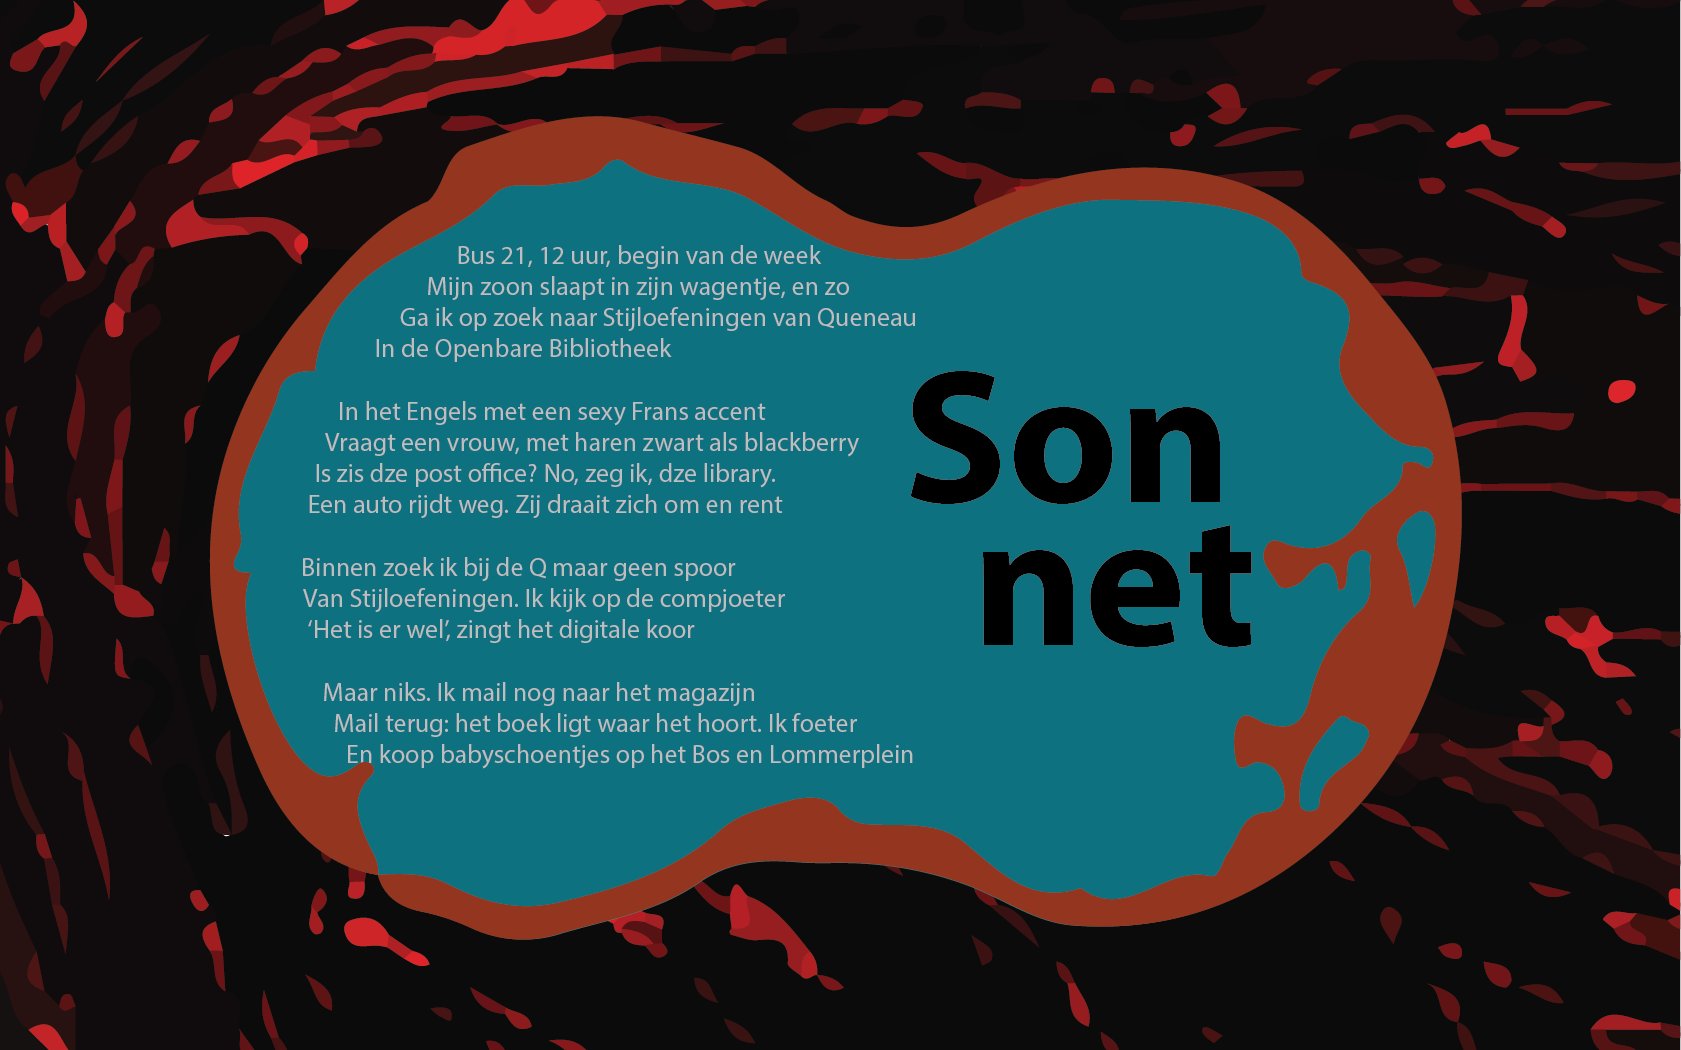 Bus 21, 12 uur, begin van de week
Mijn zoon slaapt in zijn wagentje, en zo
Ga ik op zoek naar Stijloefeningen van Queneau
In de Openbare Bibliotheek
In het Engels met een sexy Frans accent
Vraagt een vrouw, met haren zwart als blackberry
Is zis dze post office? No, zeg ik, dze library.
Een auto rijdt weg. Zij draait zich om en rent
Binnen zoek ik bij de Q maar geen spoor
Van Stijloefeningen. Ik kijk op de compjoeter
‘Het is er wel’, zingt het digitale koor
Maar niks. Ik mail nog naar het magazijn
Mail terug: het boek ligt waar het hoort. Ik foeter
En koop babyschoentjes op het Bos en Lommerplein
Son
net